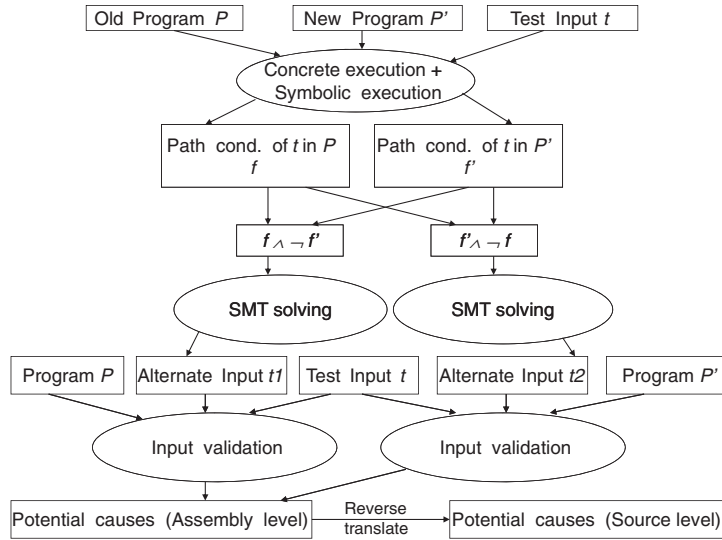 Old Program P
New Program P'
Test Input t
Concrete execution +
Symbolic execution
Path cond. of t in P
f
Path cond. of t in P'
f'
f ∧ ¬ f'
f' ∧ ¬ f
SMT solving
SMT solving
Program P
Alternate Input t1
Test Input t
Alternate Input t2
Program P'
Input validation
Input validation
Potential causes (Assembly level)
Reverse
translate
Potential causes (Source level)